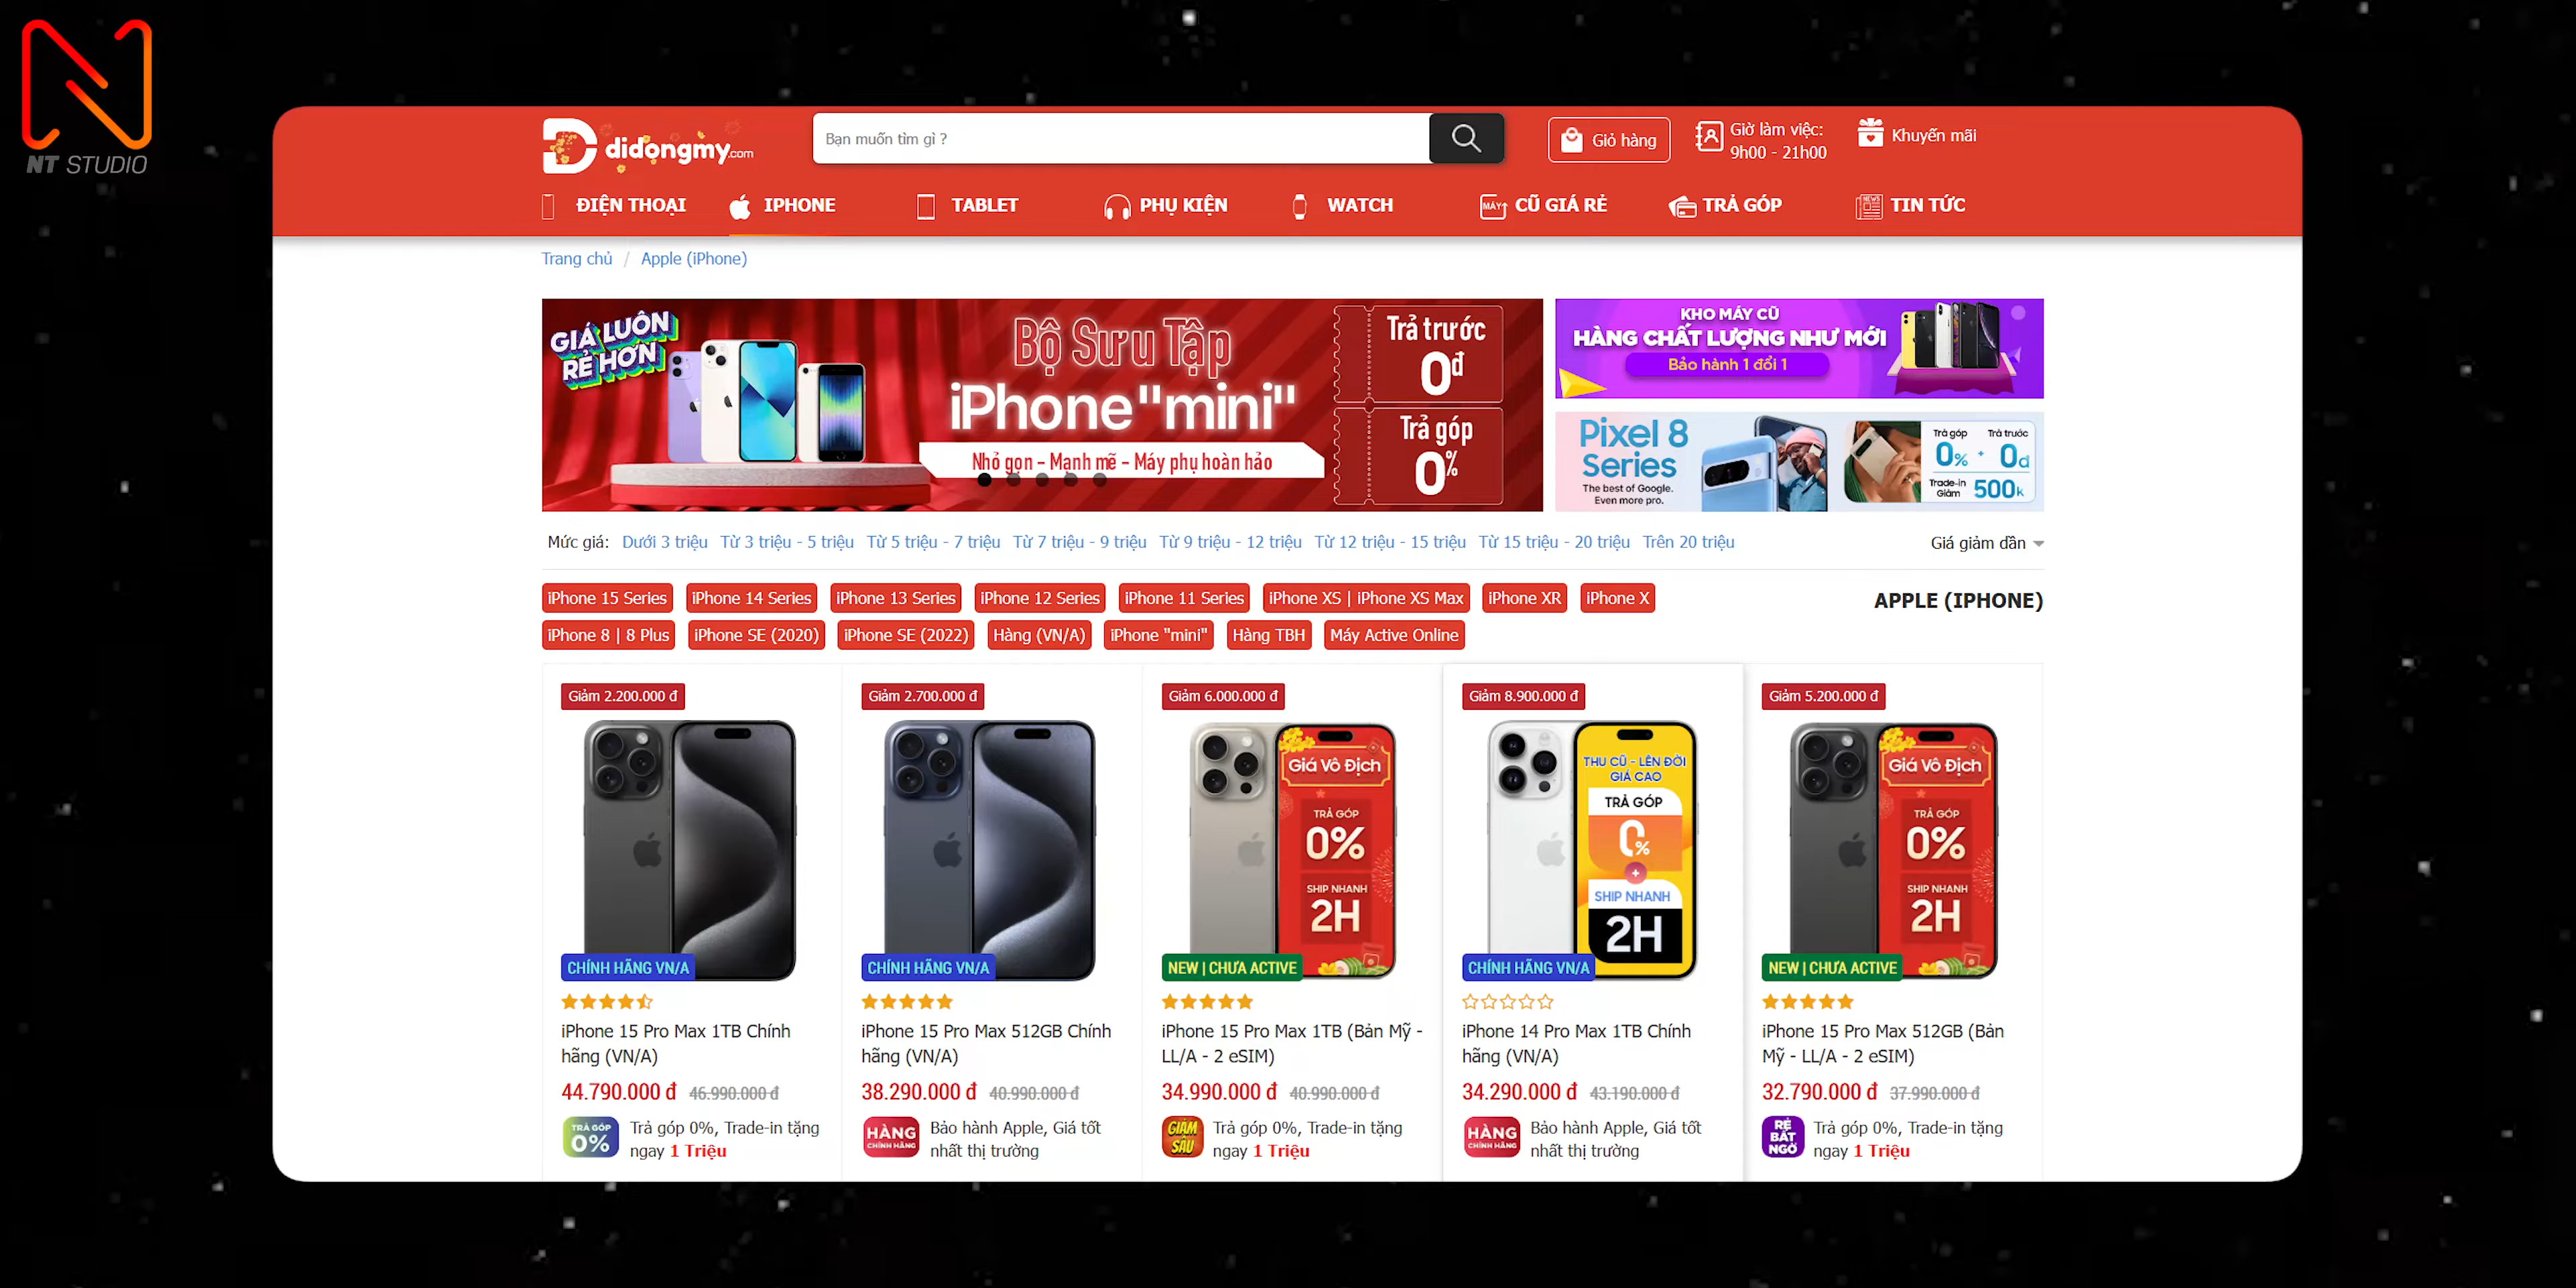 NT STUDIO
didongmy.com
Bạn muốn tìm gì ?
Giỏ hàng
Giờ làm việc:
9h00 - 21h00
Khuyến mãi
ĐIỆN THOẠI
IPHONE
TABLET
PHỤ KIỆN
WATCH
MÁY
CŨ GIÁ RẺ
TRẢ GÓP
NEWS
TIN TỨC
Trang chủ / Apple (iPhone)
GIÁ LUÔN
RẺ HƠN
Bộ Sưu Tập
iPhone "mini"
Nhỏ gọn - Mạnh mẽ - Máy phụ hoàn hảo
Trả trước
0đ
Trả góp
0%
KHO MÁY CŨ
HÀNG CHẤT LƯỢNG NHƯ MỚI
Bảo hành 1 đổi 1
Pixel 8
Series
The best of Google.
Even more pro.
Trả góp Trả trước
0% + 0đ
Trade-in
Giảm 500k
Mức giá: Dưới 3 triệu Từ 3 triệu - 5 triệu Từ 5 triệu - 7 triệu Từ 7 triệu - 9 triệu Từ 9 triệu - 12 triệu Từ 12 triệu - 15 triệu Từ 15 triệu - 20 triệu Trên 20 triệu
Giá giảm dần
iPhone 15 Series iPhone 14 Series iPhone 13 Series iPhone 12 Series iPhone 11 Series iPhone XS | iPhone XS Max iPhone XR iPhone X
APPLE (IPHONE)
iPhone 8 | 8 Plus iPhone SE (2020) iPhone SE (2022) Hàng (VN/A) iPhone "mini" Hàng TBH Máy Active Online
Giảm 2.200.000 đ
CHÍNH HÃNG VN/A
iPhone 15 Pro Max 1TB Chính
hãng (VN/A)
44.790.000 đ 46.990.000 đ
TRẢ GÓP
0%
Trả góp 0%, Trade-in tặng
ngay 1 Triệu
Giảm 2.700.000 đ
CHÍNH HÃNG VN/A
iPhone 15 Pro Max 512GB Chính
hãng (VN/A)
38.290.000 đ 40.990.000 đ
HÀNG
CHÍNH HÃNG
Bảo hành Apple, Giá tốt
nhất thị trường
Giảm 6.000.000 đ
Giá Vô Địch
TRẢ GÓP
0%
SHIP NHANH
2H
NEW | CHƯA ACTIVE
iPhone 15 Pro Max 1TB (Bản Mỹ -
LL/A - 2 eSIM)
34.990.000 đ 40.990.000 đ
GIẢM
SÂU
Trả góp 0%, Trade-in tặng
ngay 1 Triệu
Giảm 8.900.000 đ
THU CŨ - LÊN ĐỜI
GIÁ CAO
TRẢ GÓP
0%
+
SHIP NHANH
2H
CHÍNH HÃNG VN/A
iPhone 14 Pro Max 1TB Chính
hãng (VN/A)
34.290.000 đ 43.190.000 đ
HÀNG
CHÍNH HÃNG
Bảo hành Apple, Giá tốt
nhất thị trường
Giảm 5.200.000 đ
Giá Vô Địch
TRẢ GÓP
0%
SHIP NHANH
2H
NEW | CHƯA ACTIVE
iPhone 15 Pro Max 512GB (Bản
Mỹ - LL/A - 2 eSIM)
32.790.000 đ 37.990.000 đ
RẺ
BẤT
NGỜ
Trả góp 0%, Trade-in tặng
ngay 1 Triệu